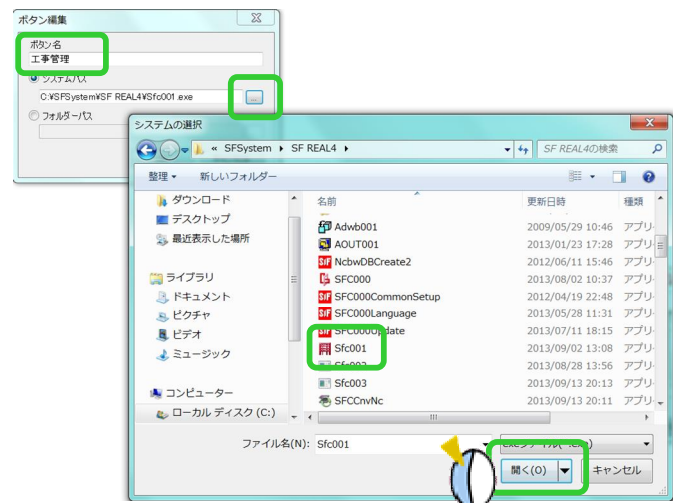 ボタン編集
ボタン名
工事管理
システムパス
C:¥SFSystem¥SF REAL4¥Sfc001.exe
...
フォルダーパス
システムの選択
« SFSystem ▸ SF REAL4 ▸
SF REAL4の検索
整理 新しいフォルダー
ダウンロード
デスクトップ
最近表示した場所
ライブラリ
ドキュメント
ピクチャ
ビデオ
ミュージック
コンピューター
ローカル ディスク (C:)
名前 更新日時 種類
Adwb001 2009/05/29 10:46 アプリ
AOUT001 2013/01/23 17:28 アプリ
NcbwDBCreate2 2012/06/11 15:46 アプリ
SFC000 2013/08/02 10:37 アプリ
SFC000CommonSetup 2012/04/19 22:48 アプリ
SFC000Language 2013/05/28 11:31 アプリ
SFC000Update 2013/07/11 18:15 アプリ
Sfc001 2013/09/02 13:08 アプリ
Sfc002 2013/08/28 13:56 アプリ
Sfc003 2013/09/13 20:13 アプリ
SFCCnvNc 2013/09/13 20:11 アプリ
ファイル名(N): Sfc001
exeファイル(*.exe)
開く(O) キャンセル